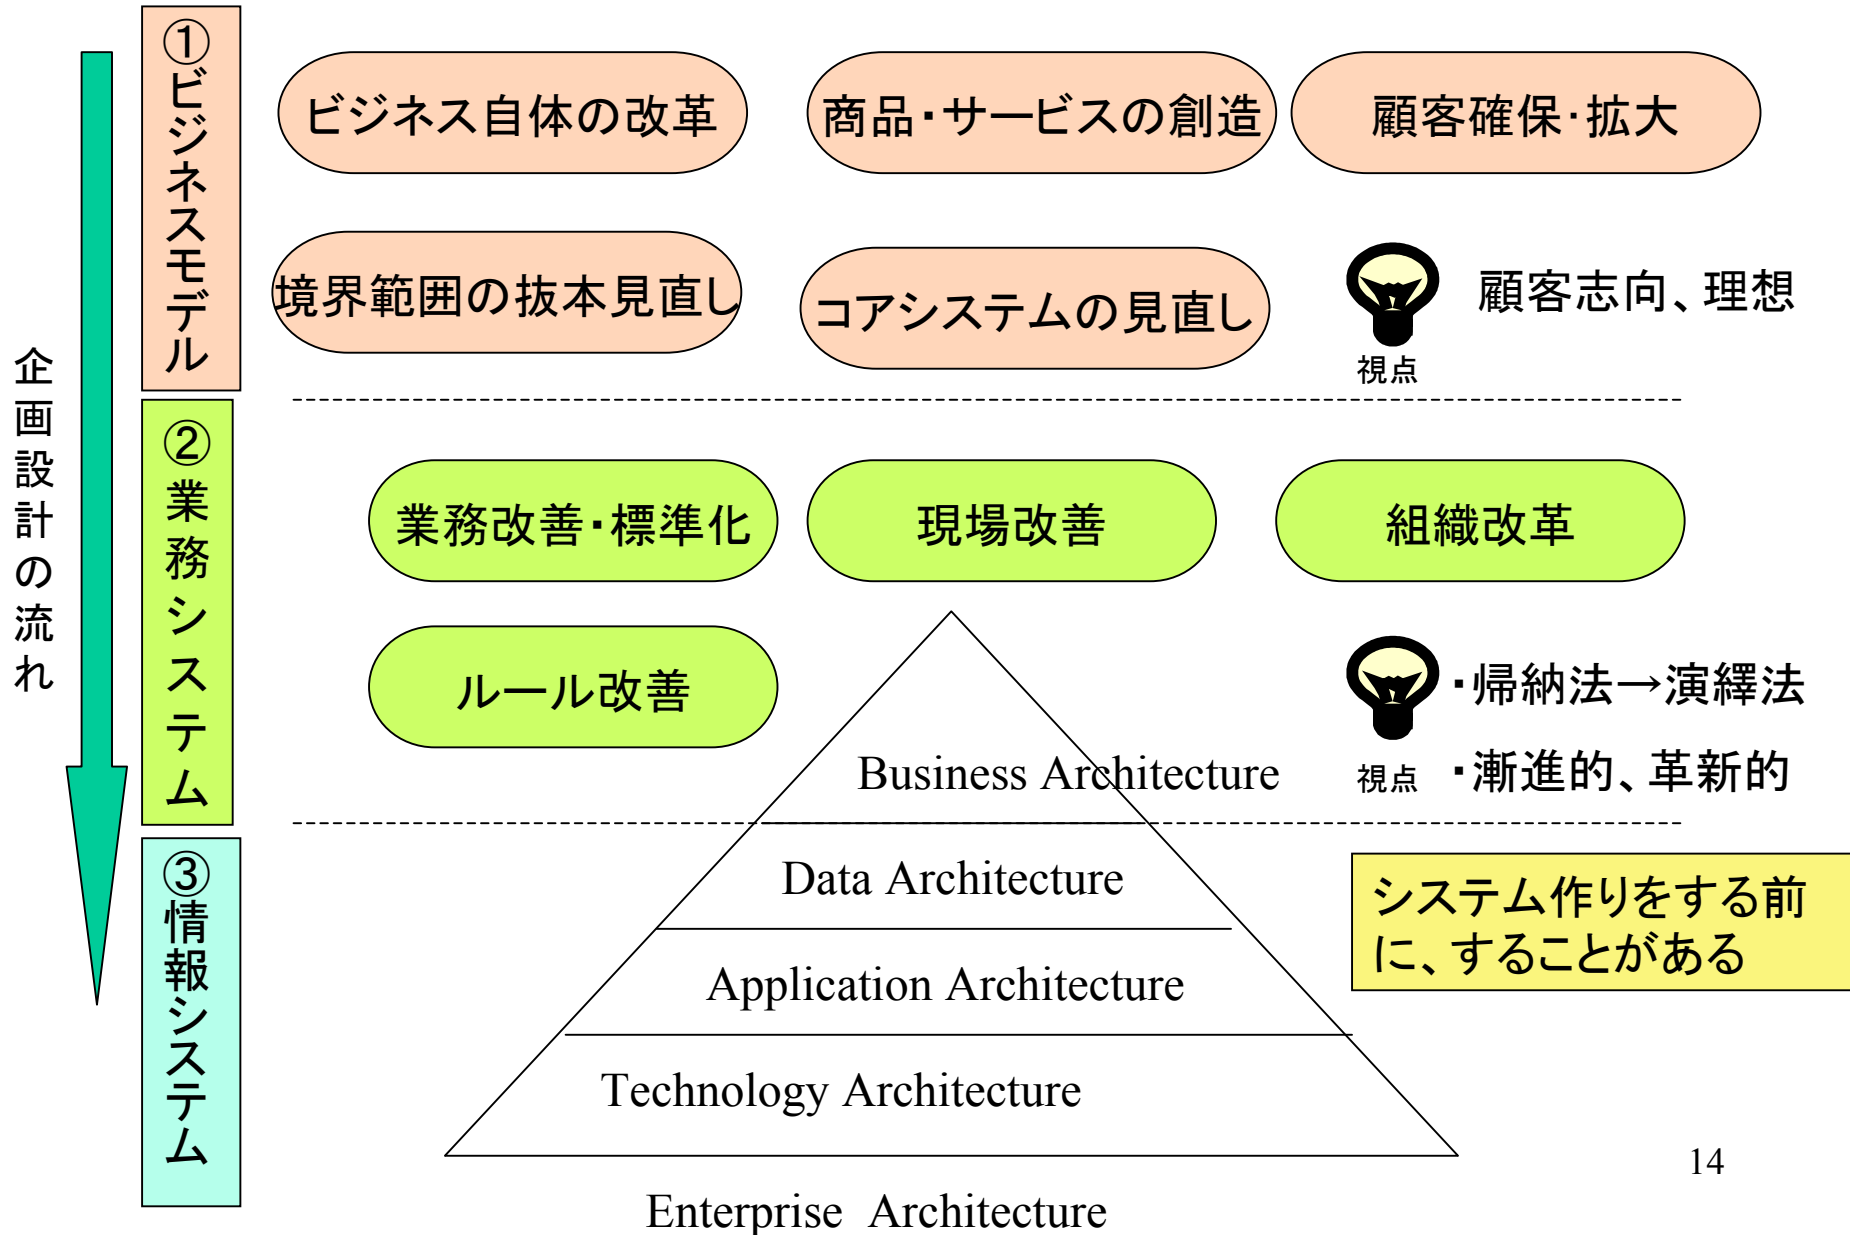 企画設計の流れ
①ビジネスモデル
ビジネス自体の改革
商品・サービスの創造
顧客確保・拡大
境界範囲の抜本見直し
コアシステムの見直し
視点
顧客志向、理想
②業務システム
業務改善・標準化
現場改善
組織改革
ルール改善
視点
・帰納法→演繹法
・漸進的、革新的
③情報システム
Business Architecture
Data Architecture
Application Architecture
Technology Architecture
Enterprise Architecture
システム作りをする前
に、することがある
14